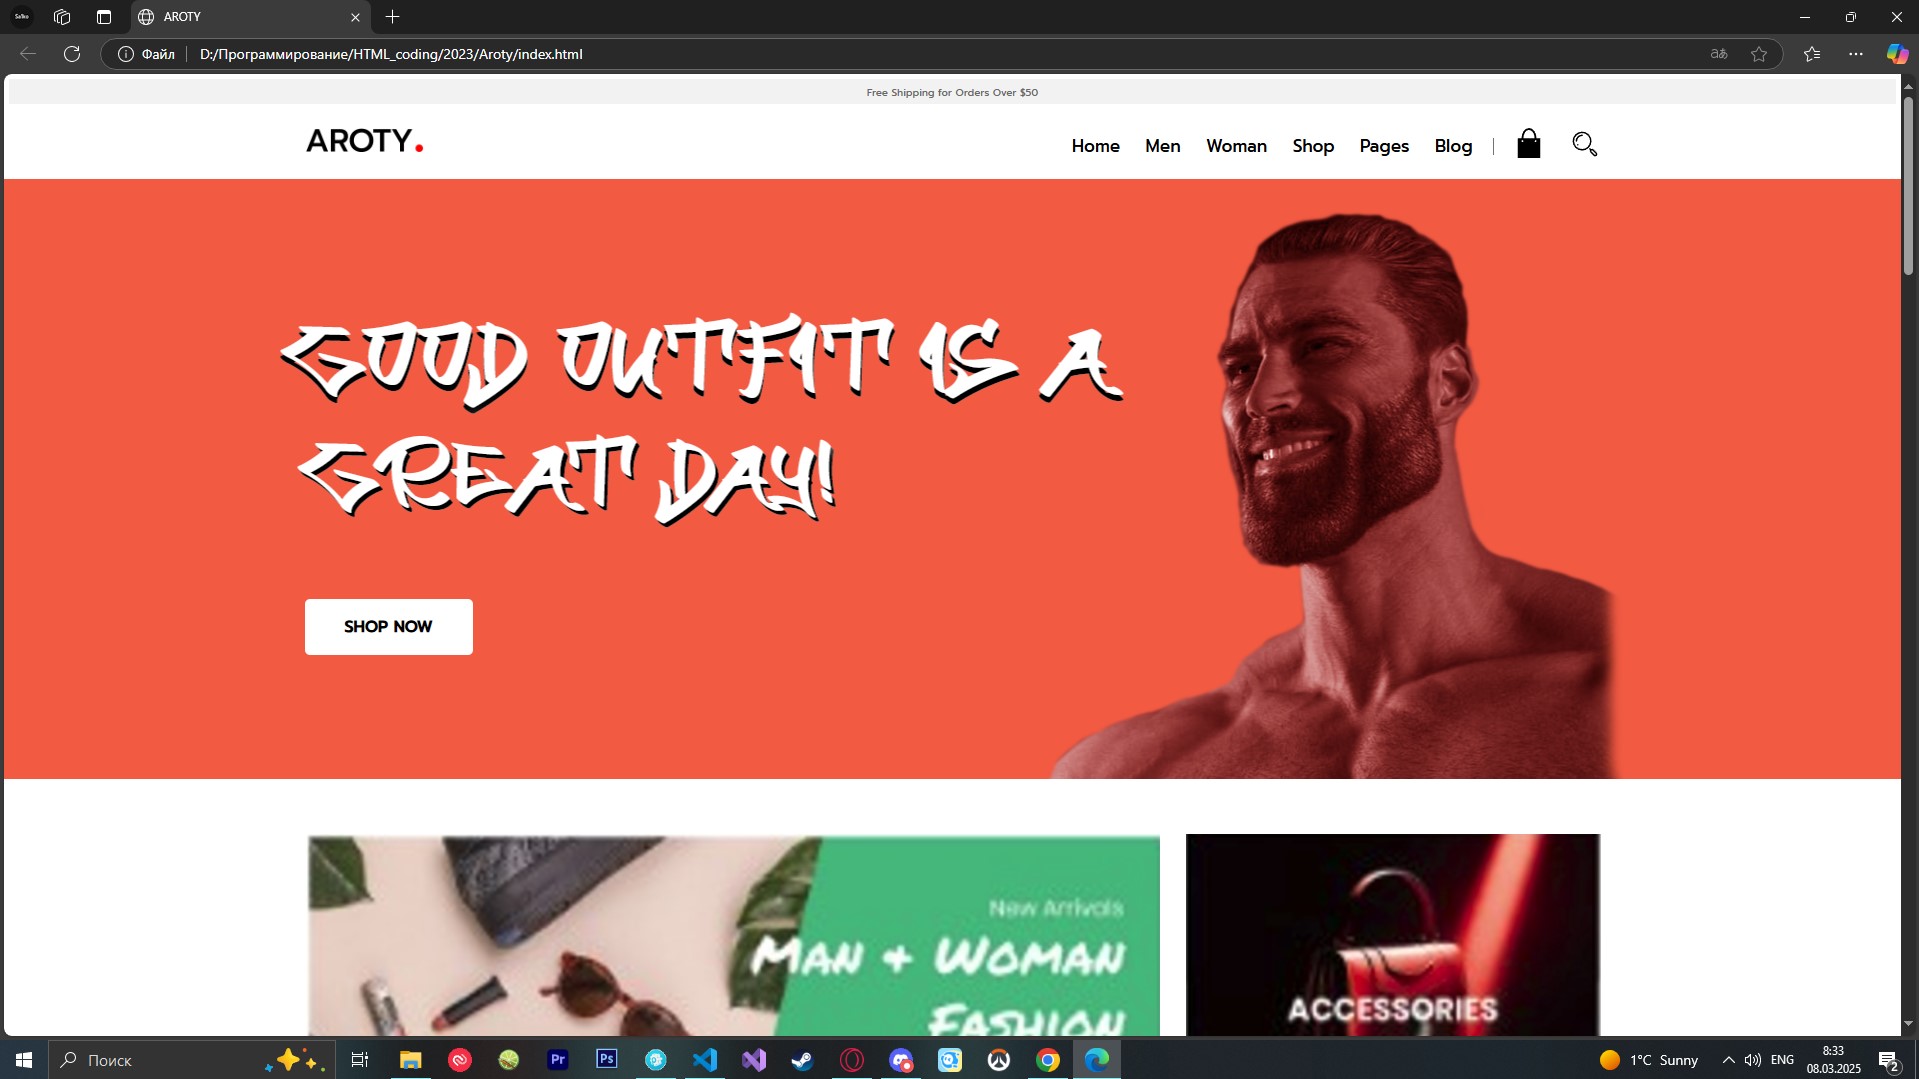 AROTY
Файл
D:/Программирование/HTML_coding/2023/Aroty/index.html
Free Shipping for Orders Over $50
AROTY.
Home Men Woman Shop Pages Blog
GOOD OUTFIT IS A
GREAT DAY!
SHOP NOW
New Arrivals
MAN + WOMAN
FASHION
ACCESSORIES
Поиск
Pr
Ps
1°C Sunny
ENG
8:33
08.03.2025
2